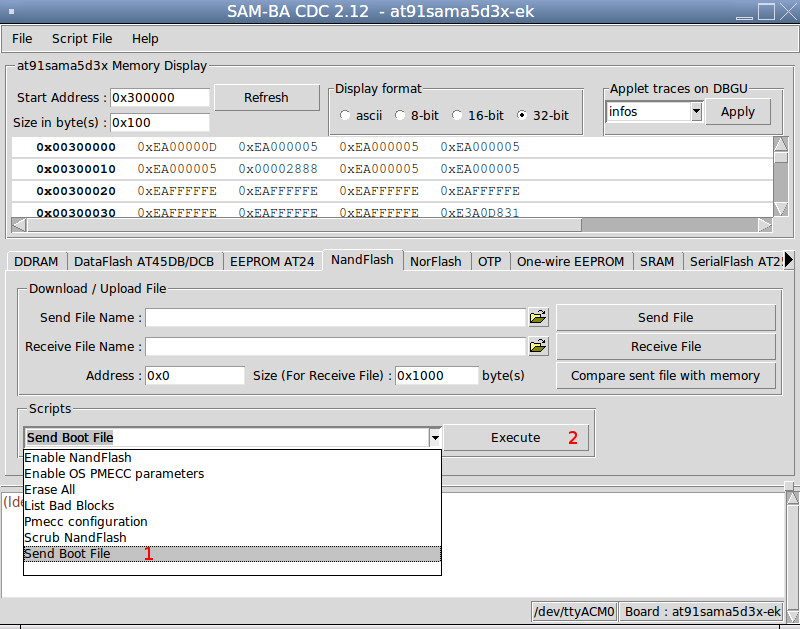 SAM-BA CDC 2.12 - at91sama5d3x-ek
File Script File Help
at91sama5d3x Memory Display
Start Address : 0x300000 Refresh
Size in byte(s) : 0x100
Display format
ascii 8-bit 16-bit 32-bit
Applet traces on DBGU
infos Apply
0x00300000 0xEA00000D 0xEA000005 0xEA000005 0xEA000005
0x00300010 0xEA000005 0x00002888 0xEA000005 0xEA000005
0x00300020 0xEAFFFFFE 0xEAFFFFFE 0xEAFFFFFE 0xEAFFFFFE
0x00300030 0xEAFFFFFE 0xEAFFFFFE 0xEAFFFFFE 0xE3A0D831
DDRAM DataFlash AT45DB/DCB EEPROM AT24 NandFlash NorFlash OTP One-wire EEPROM SRAM SerialFlash AT25
Download / Upload File
Send File Name : Send File
Receive File Name : Receive File
Address : 0x0 Size (For Receive File) : 0x1000 byte(s) Compare sent file with memory
Scripts
Send Boot File Execute 2
Enable NandFlash
Enable OS PMECC parameters
Erase All
List Bad Blocks
Pmecc configuration
Scrub NandFlash
Send Boot File 1
/dev/ttyACM0 Board : at91sama5d3x-ek